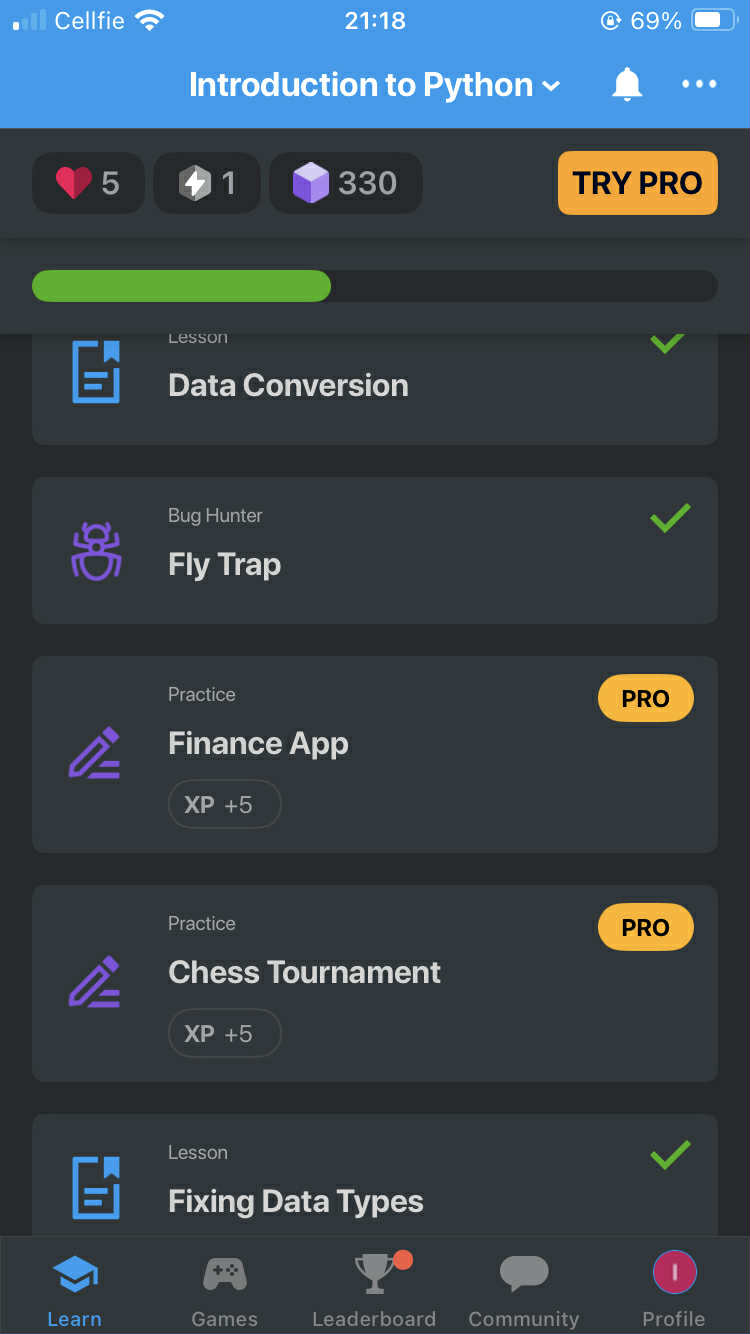 Cellfie 21:18 69%
Introduction to Python
5 1 330 TRY PRO
Lesson
Data Conversion
Bug Hunter
Fly Trap
Practice PRO
Finance App
XP +5
Practice PRO
Chess Tournament
XP +5
Lesson
Fixing Data Types
I
Learn Games Leaderboard Community Profile